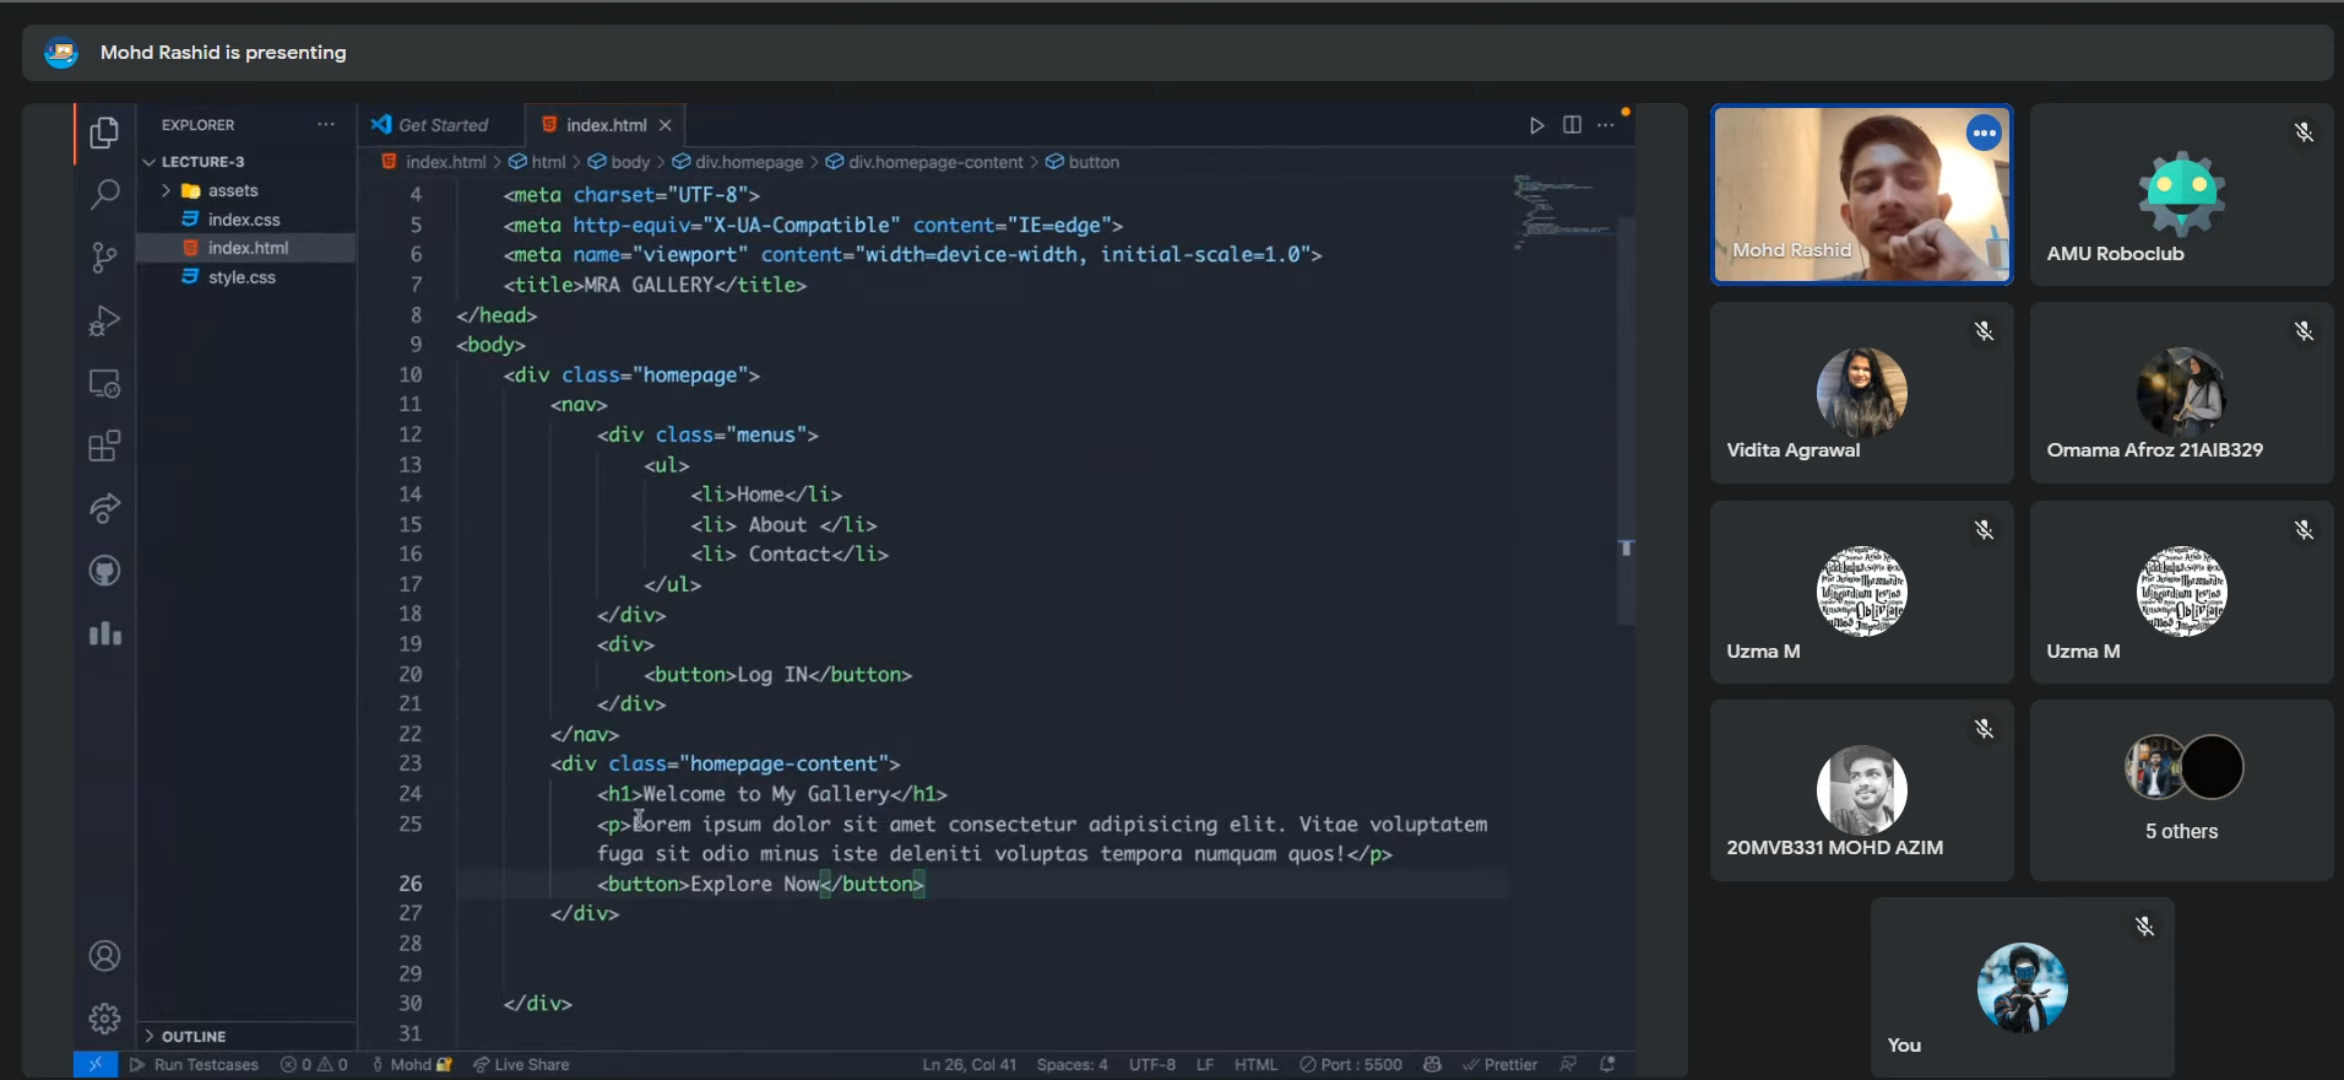 Mohd Rashid is presenting
EXPLORER
LECTURE-3
assets
index.css
index.html
style.css
OUTLINE
Get Started
index.html
index.html > html > body > div.homepage > div.homepage-content > button
4 <meta charset="UTF-8">
5 <meta http-equiv="X-UA-Compatible" content="IE=edge">
6 <meta name="viewport" content="width=device-width, initial-scale=1.0">
7 <title>MRA GALLERY</title>
8 </head>
9 <body>
10 <div class="homepage">
11 <nav>
12 <div class="menus">
13 <ul>
14 <li>Home</li>
15 <li> About </li>
16 <li> Contact</li>
17 </ul>
18 </div>
19 <div>
20 <button>Log IN</button>
21 </div>
22 </nav>
23 <div class="homepage-content">
24 <h1>Welcome to My Gallery</h1>
25 <p>Lorem ipsum dolor sit amet consectetur adipisicing elit. Vitae voluptatem
fuga sit odio minus iste deleniti voluptas tempora numquam quos!</p>
26 <button>Explore Now</button>
27 </div>
28
29
30 </div>
31
Run Testcases 0 0 Mohd Live Share Ln 26, Col 41 Spaces: 4 UTF-8 LF HTML Port : 5500 Prettier
Mohd Rashid
AMU Roboclub
Vidita Agrawal
Omama Afroz 21AIB329
Uzma M
Uzma M
20MVB331 MOHD AZIM
5 others
You